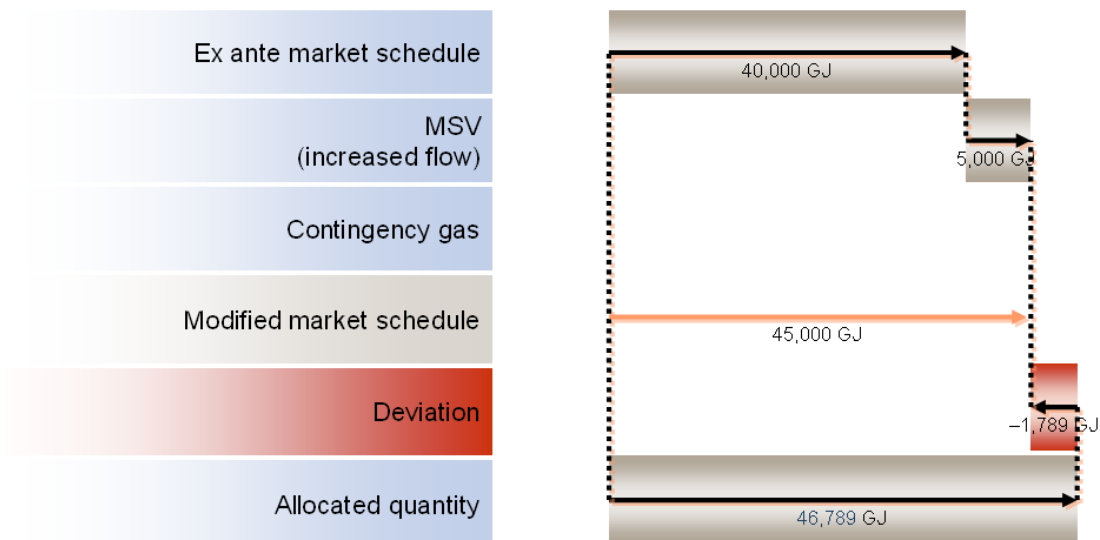 Ex ante market schedule
40,000 GJ
MSV
(increased flow)
5,000 GJ
Contingency gas
Modified market schedule
45,000 GJ
Deviation
–1,789 GJ
Allocated quantity
46,789 GJ